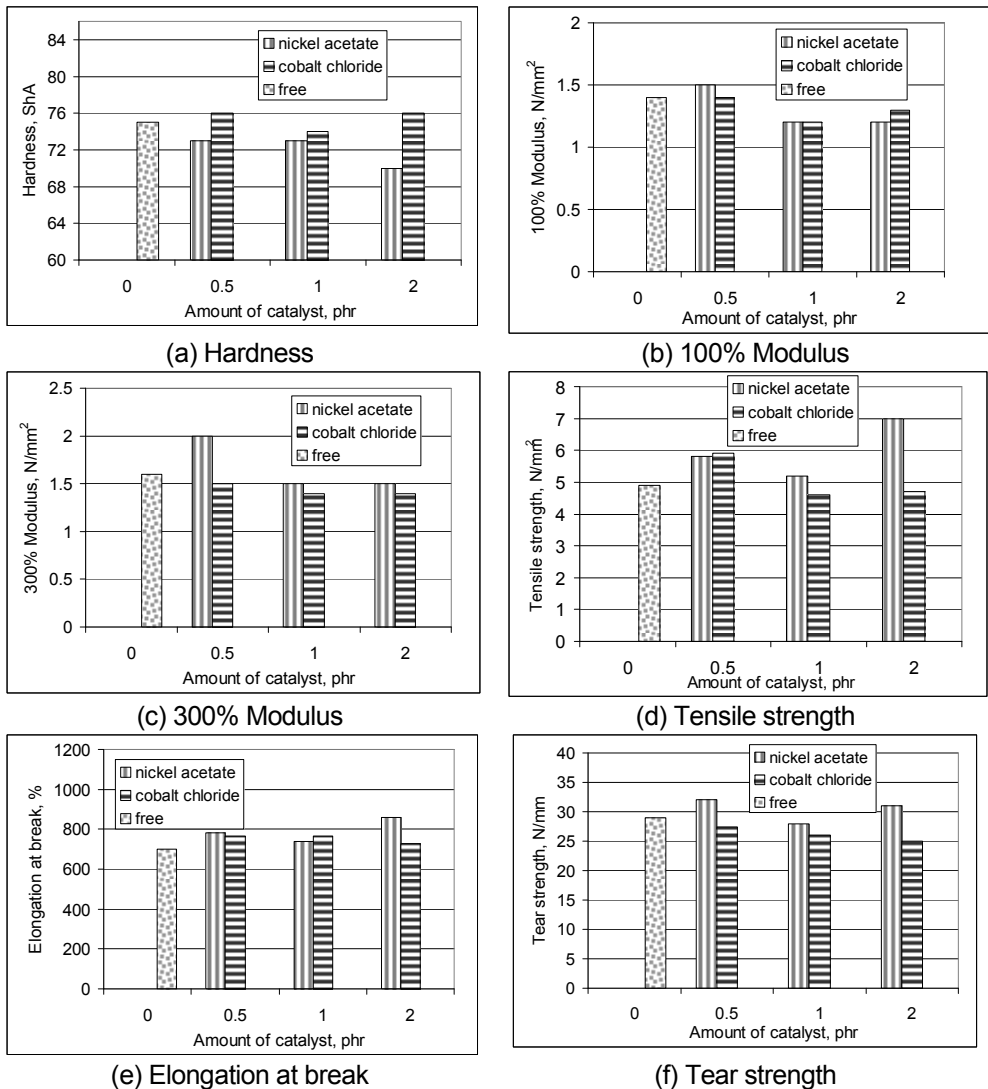 84
80
76
72
68
64
60
Hardness, ShA
nickel acetate
cobalt chloride
free
0 0.5 1 2
Amount of catalyst, phr
(a) Hardness
2
1.5
1
0.5
0
100% Modulus, N/mm²
nickel acetate
cobalt chloride
free
0 0.5 1 2
Amount of catalyst, phr
(b) 100% Modulus
2.5
2
1.5
1
0.5
0
300% Modulus, N/mm²
nickel acetate
cobalt chloride
free
0 0.5 1 2
Amount of catalyst, phr
(c) 300% Modulus
8
7
6
5
4
3
2
1
0
Tensile strength, N/mm²
nickel acetate
cobalt chloride
free
0 0.5 1 2
Amount of catalyst, phr
(d) Tensile strength
1200
1000
800
600
400
200
0
Elongation at break, %
nickel acetate
cobalt chloride
free
0 0.5 1 2
Amount of catalyst, phr
(e) Elongation at break
40
35
30
25
20
15
10
5
0
Tear strength, N/mm
nickel acetate
cobalt chloride
free
0 0.5 1 2
Amount of catalyst, phr
(f) Tear strength